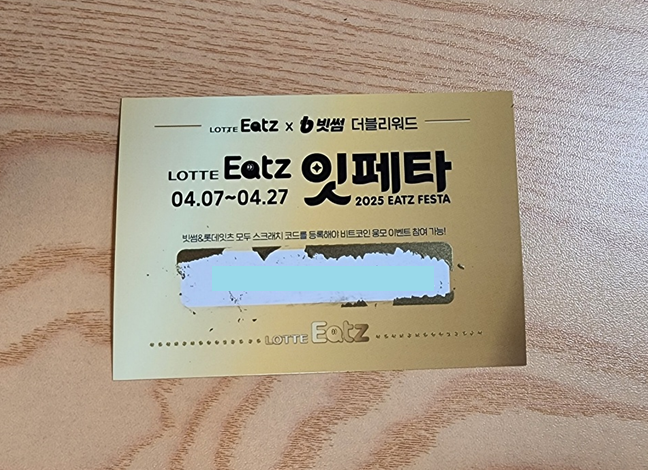 LOTTE Eatz x b 빗썸 더블리워드
LOTTE Eatz 잇페타
04.07~04.27 2025 EATZ FESTA
빗썸&롯데잇츠 모두 스크래치 코드를 등록해야 비트코인 응모 이벤트 참여 가능!
LOTTE Eatz